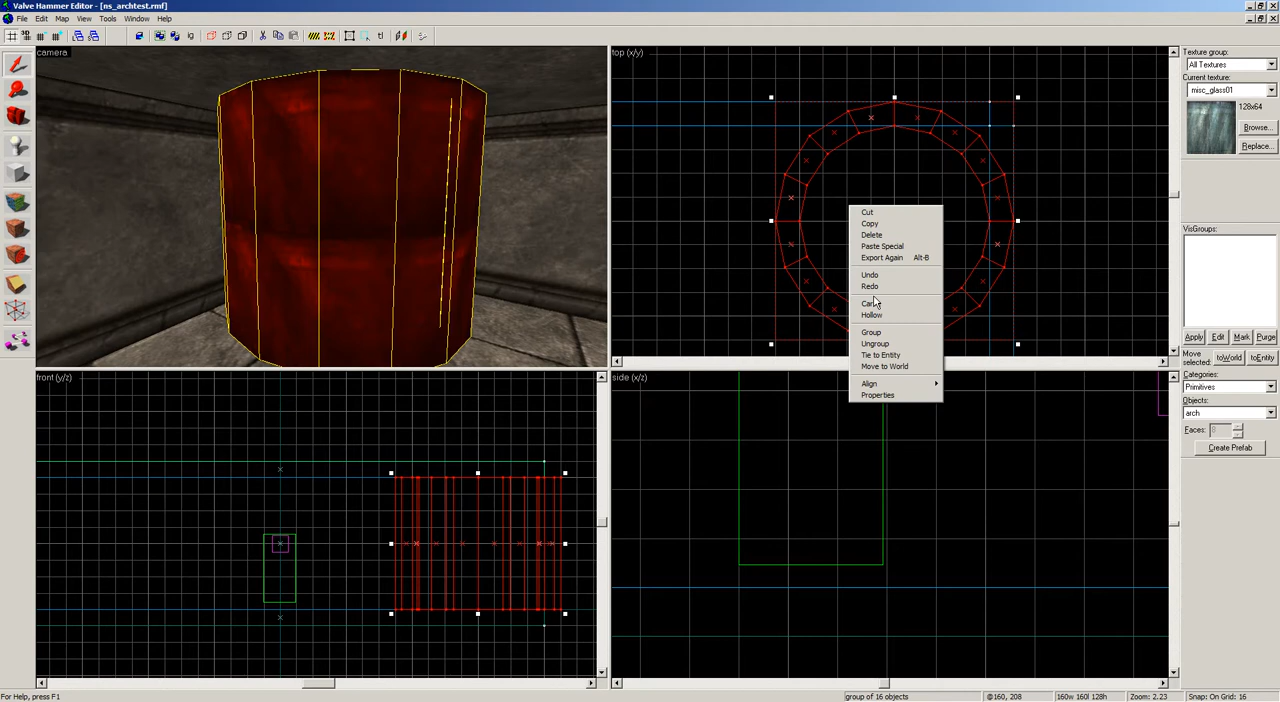 Valve Hammer Editor - [ns_archtest.rmf]
File Edit Map View Tools Window Help
camera
top (x/y)
front (y/z)
side (x/z)
Cut
Copy
Delete
Paste Special
Export Again Alt-B
Undo
Redo
Hollow
Group
Ungroup
Tie to Entity
Move to World
Align
Properties
Texture group:
All Textures
Current texture:
misc_glass01
128x64
Browse...
Replace...
VisGroups:
Apply Edit Mark Purge
Move selected: toWorld toEntity
Categories:
Primitives
Objects:
arch
Faces: 8
Create Prefab
For Help, press F1
group of 16 objects
@160, 208
160w 160l 128h
Zoom: 2.23
Snap: On Grid: 16